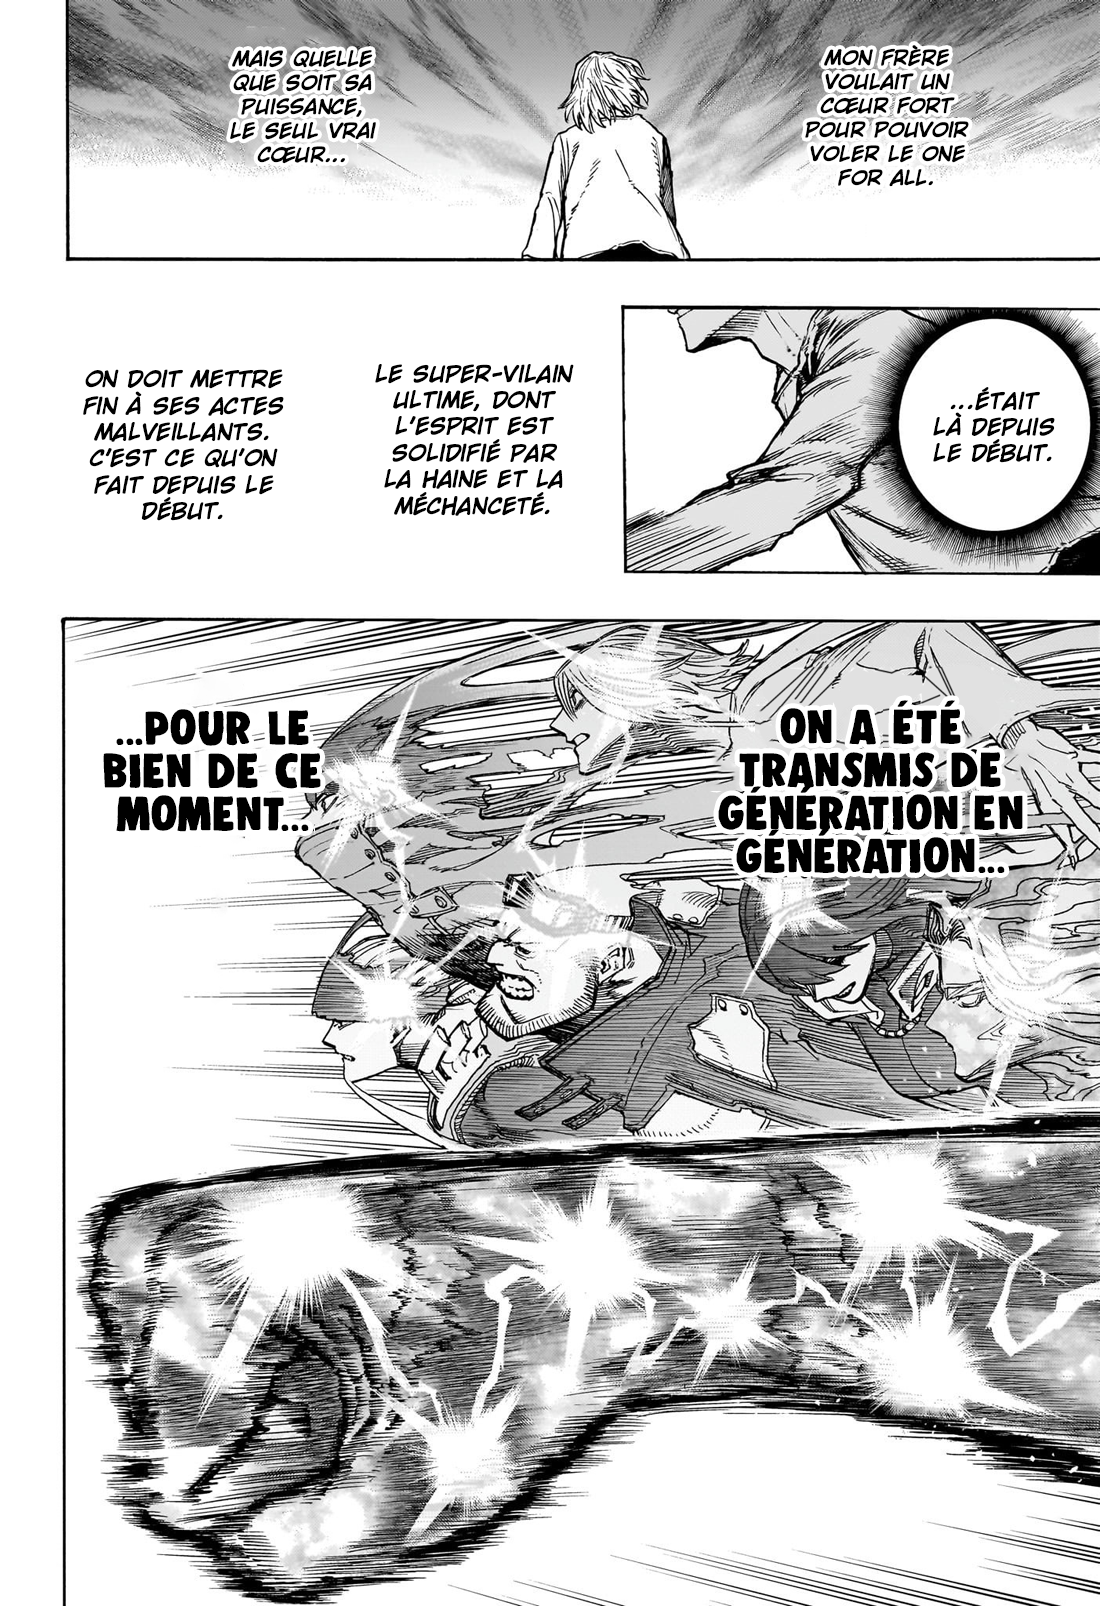 MON FRÈRE
VOULAIT UN
CŒUR FORT
POUR POUVOIR
VOLER LE ONE
FOR ALL.
MAIS QUELLE
QUE SOIT SA
PUISSANCE,
LE SEUL VRAI
CŒUR...
...ÉTAIT
LÀ DEPUIS
LE DÉBUT.
LE SUPER-VILAIN
ULTIME, DONT
L'ESPRIT EST
SOLIDIFIÉ PAR
LA HAINE ET LA
MÉCHANCETÉ.
ON DOIT METTRE
FIN À SES ACTES
MALVEILLANTS.
C'EST CE QU'ON
FAIT DEPUIS LE
DÉBUT.
ON A ÉTÉ
TRANSMIS DE
GÉNÉRATION EN
GÉNÉRATION...
...POUR LE
BIEN DE CE
MOMENT...